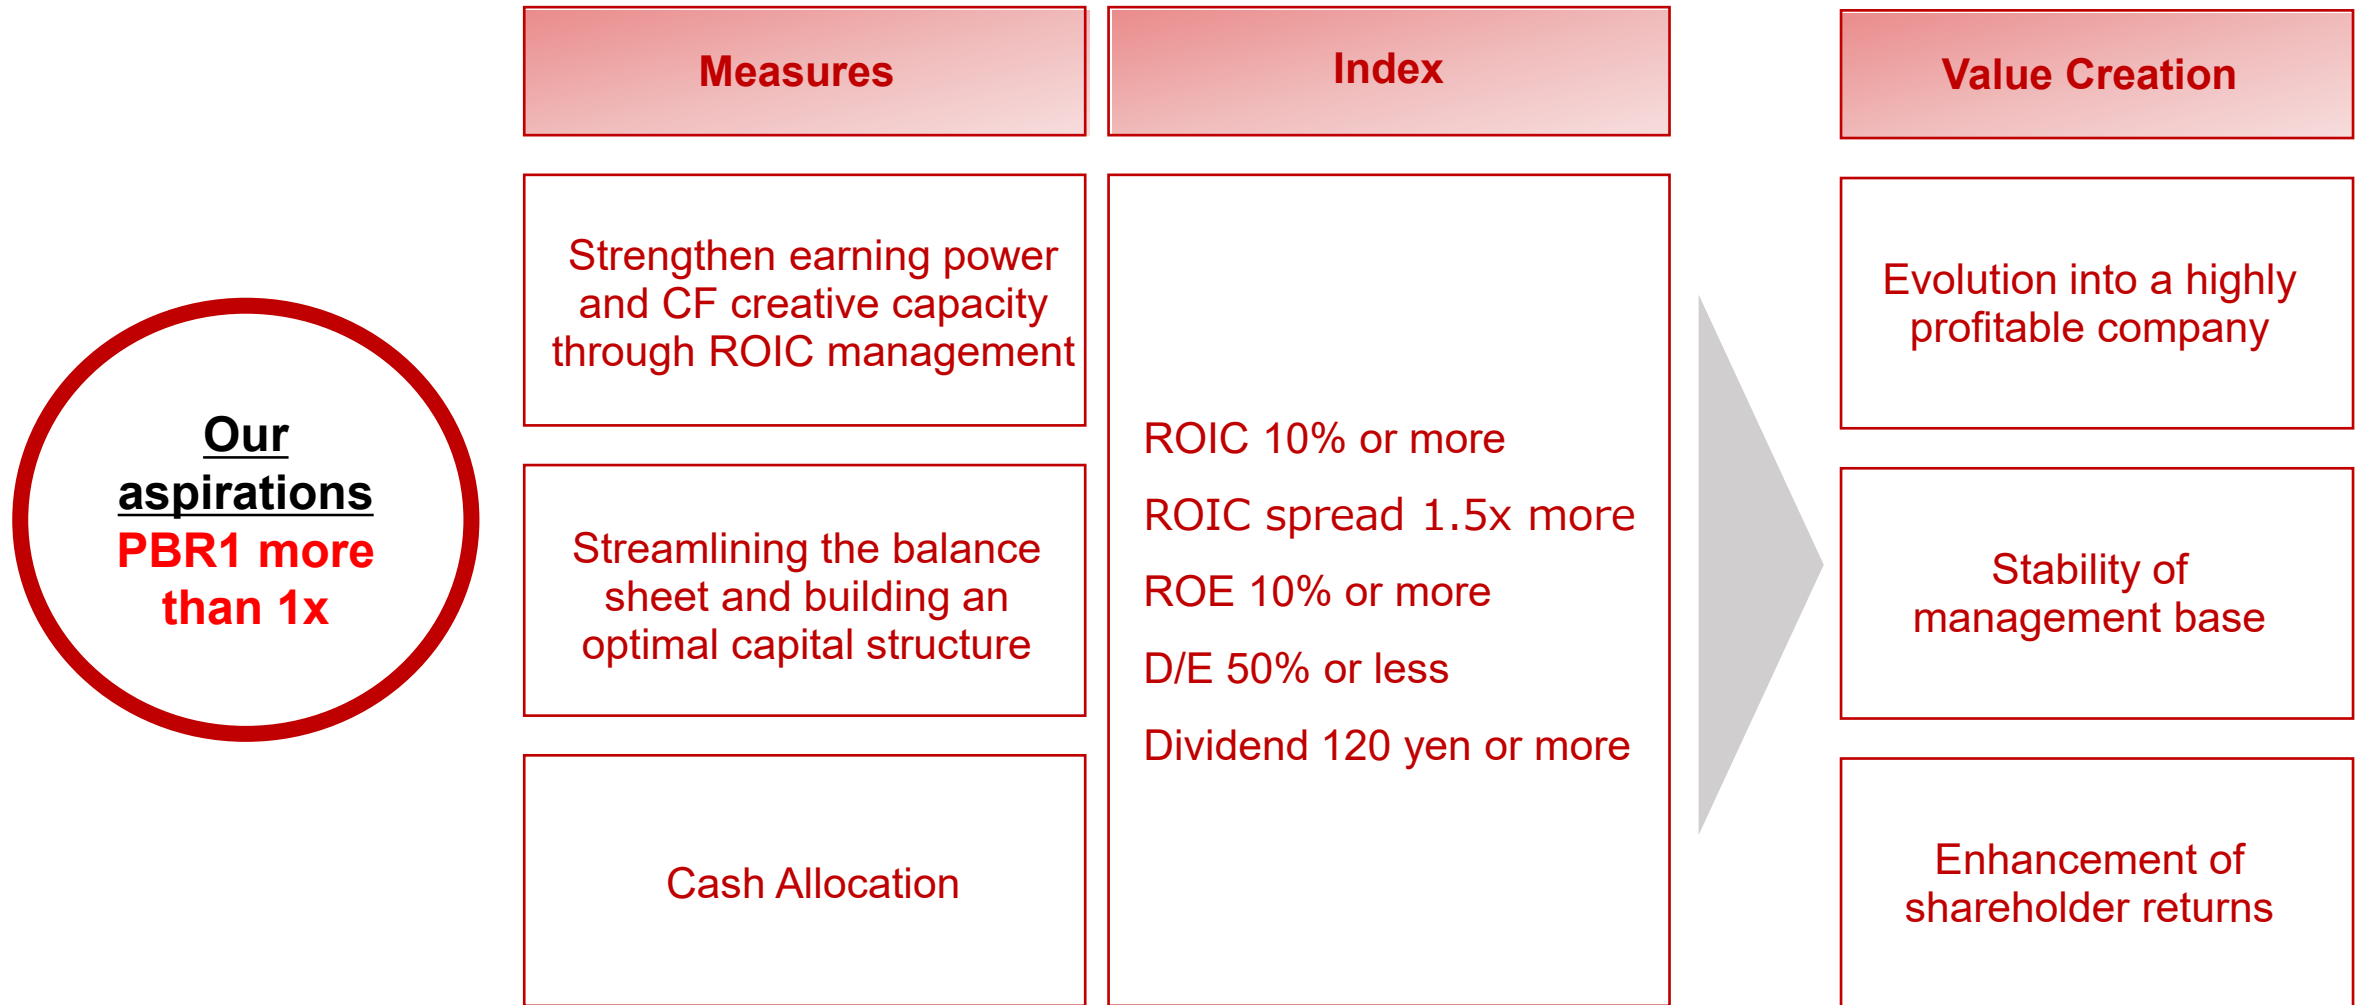 Our
aspirations
PBR1 more
than 1x
Measures
Strengthen earning power
and CF creative capacity
through ROIC management
Streamlining the balance
sheet and building an
optimal capital structure
Cash Allocation
Index
ROIC 10% or more
ROIC spread 1.5x more
ROE 10% or more
D/E 50% or less
Dividend 120 yen or more
Value Creation
Evolution into a highly
profitable company
Stability of
management base
Enhancement of
shareholder returns